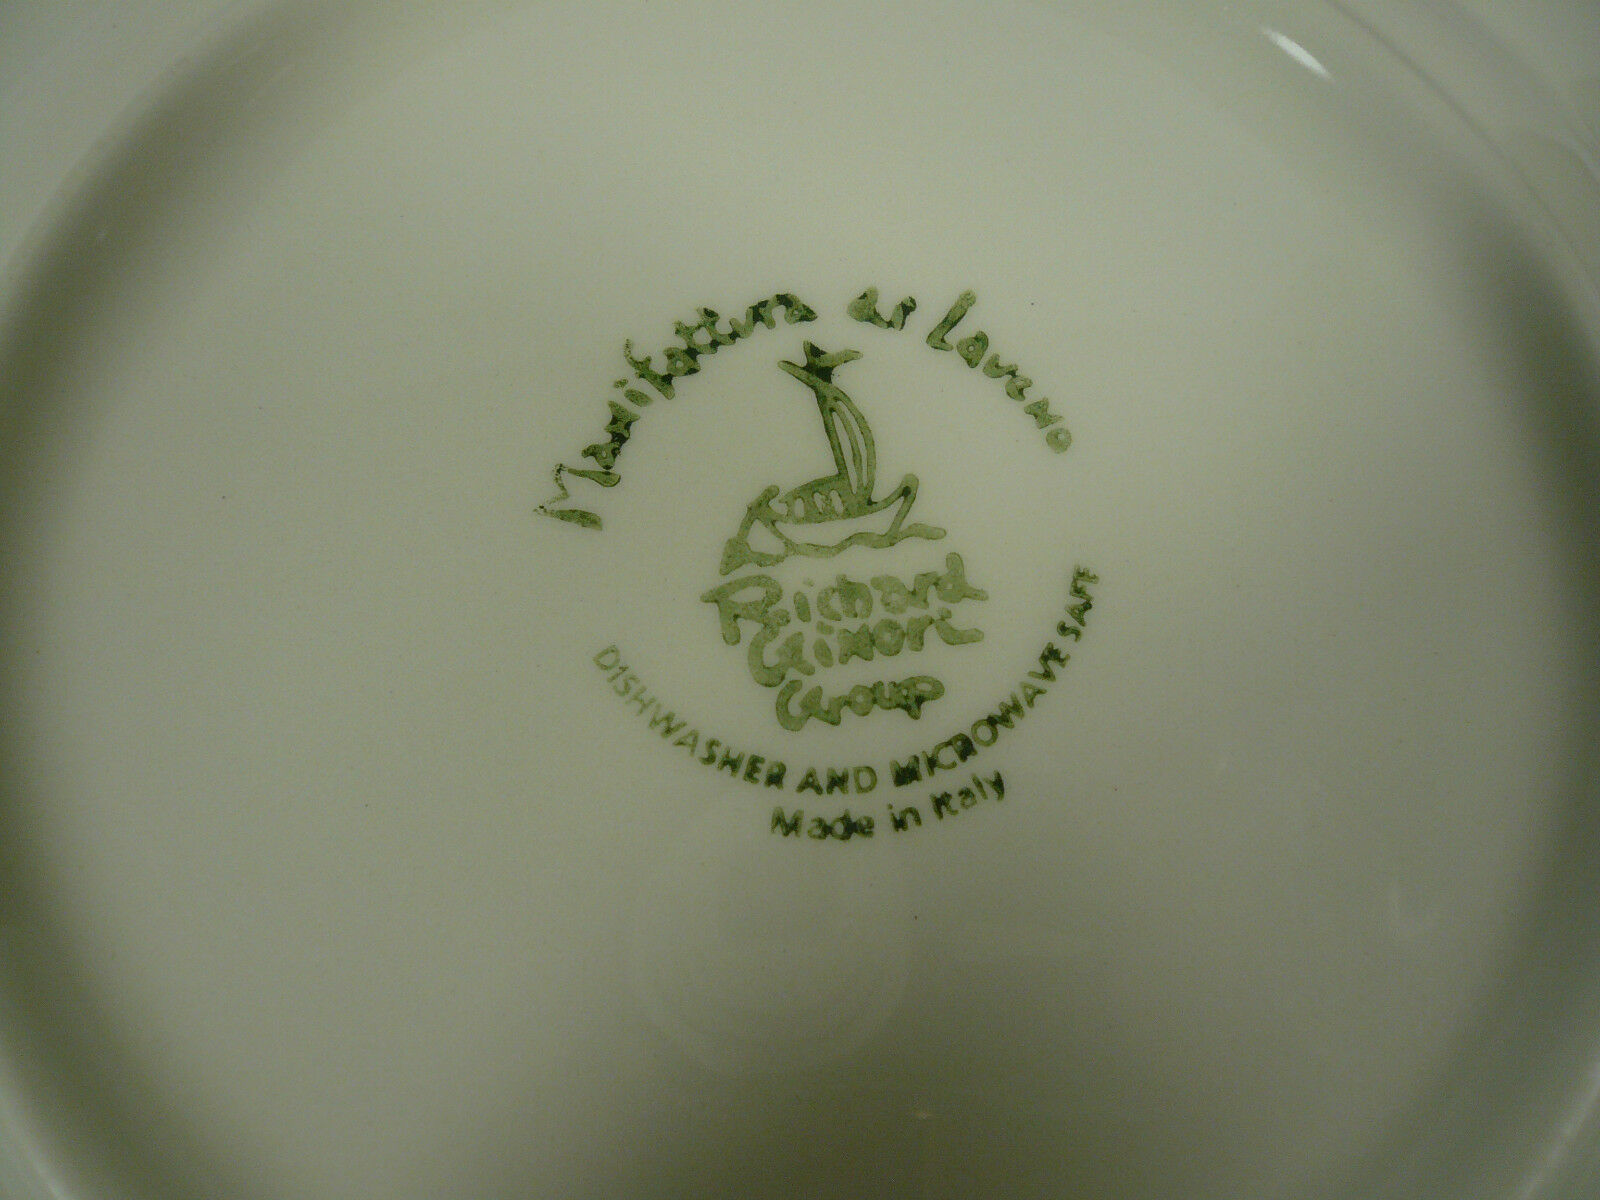 Manifattura di Laveno
Richard
Ginori
Group
DISHWASHER AND MICROWAVE SAFE
Made in Italy